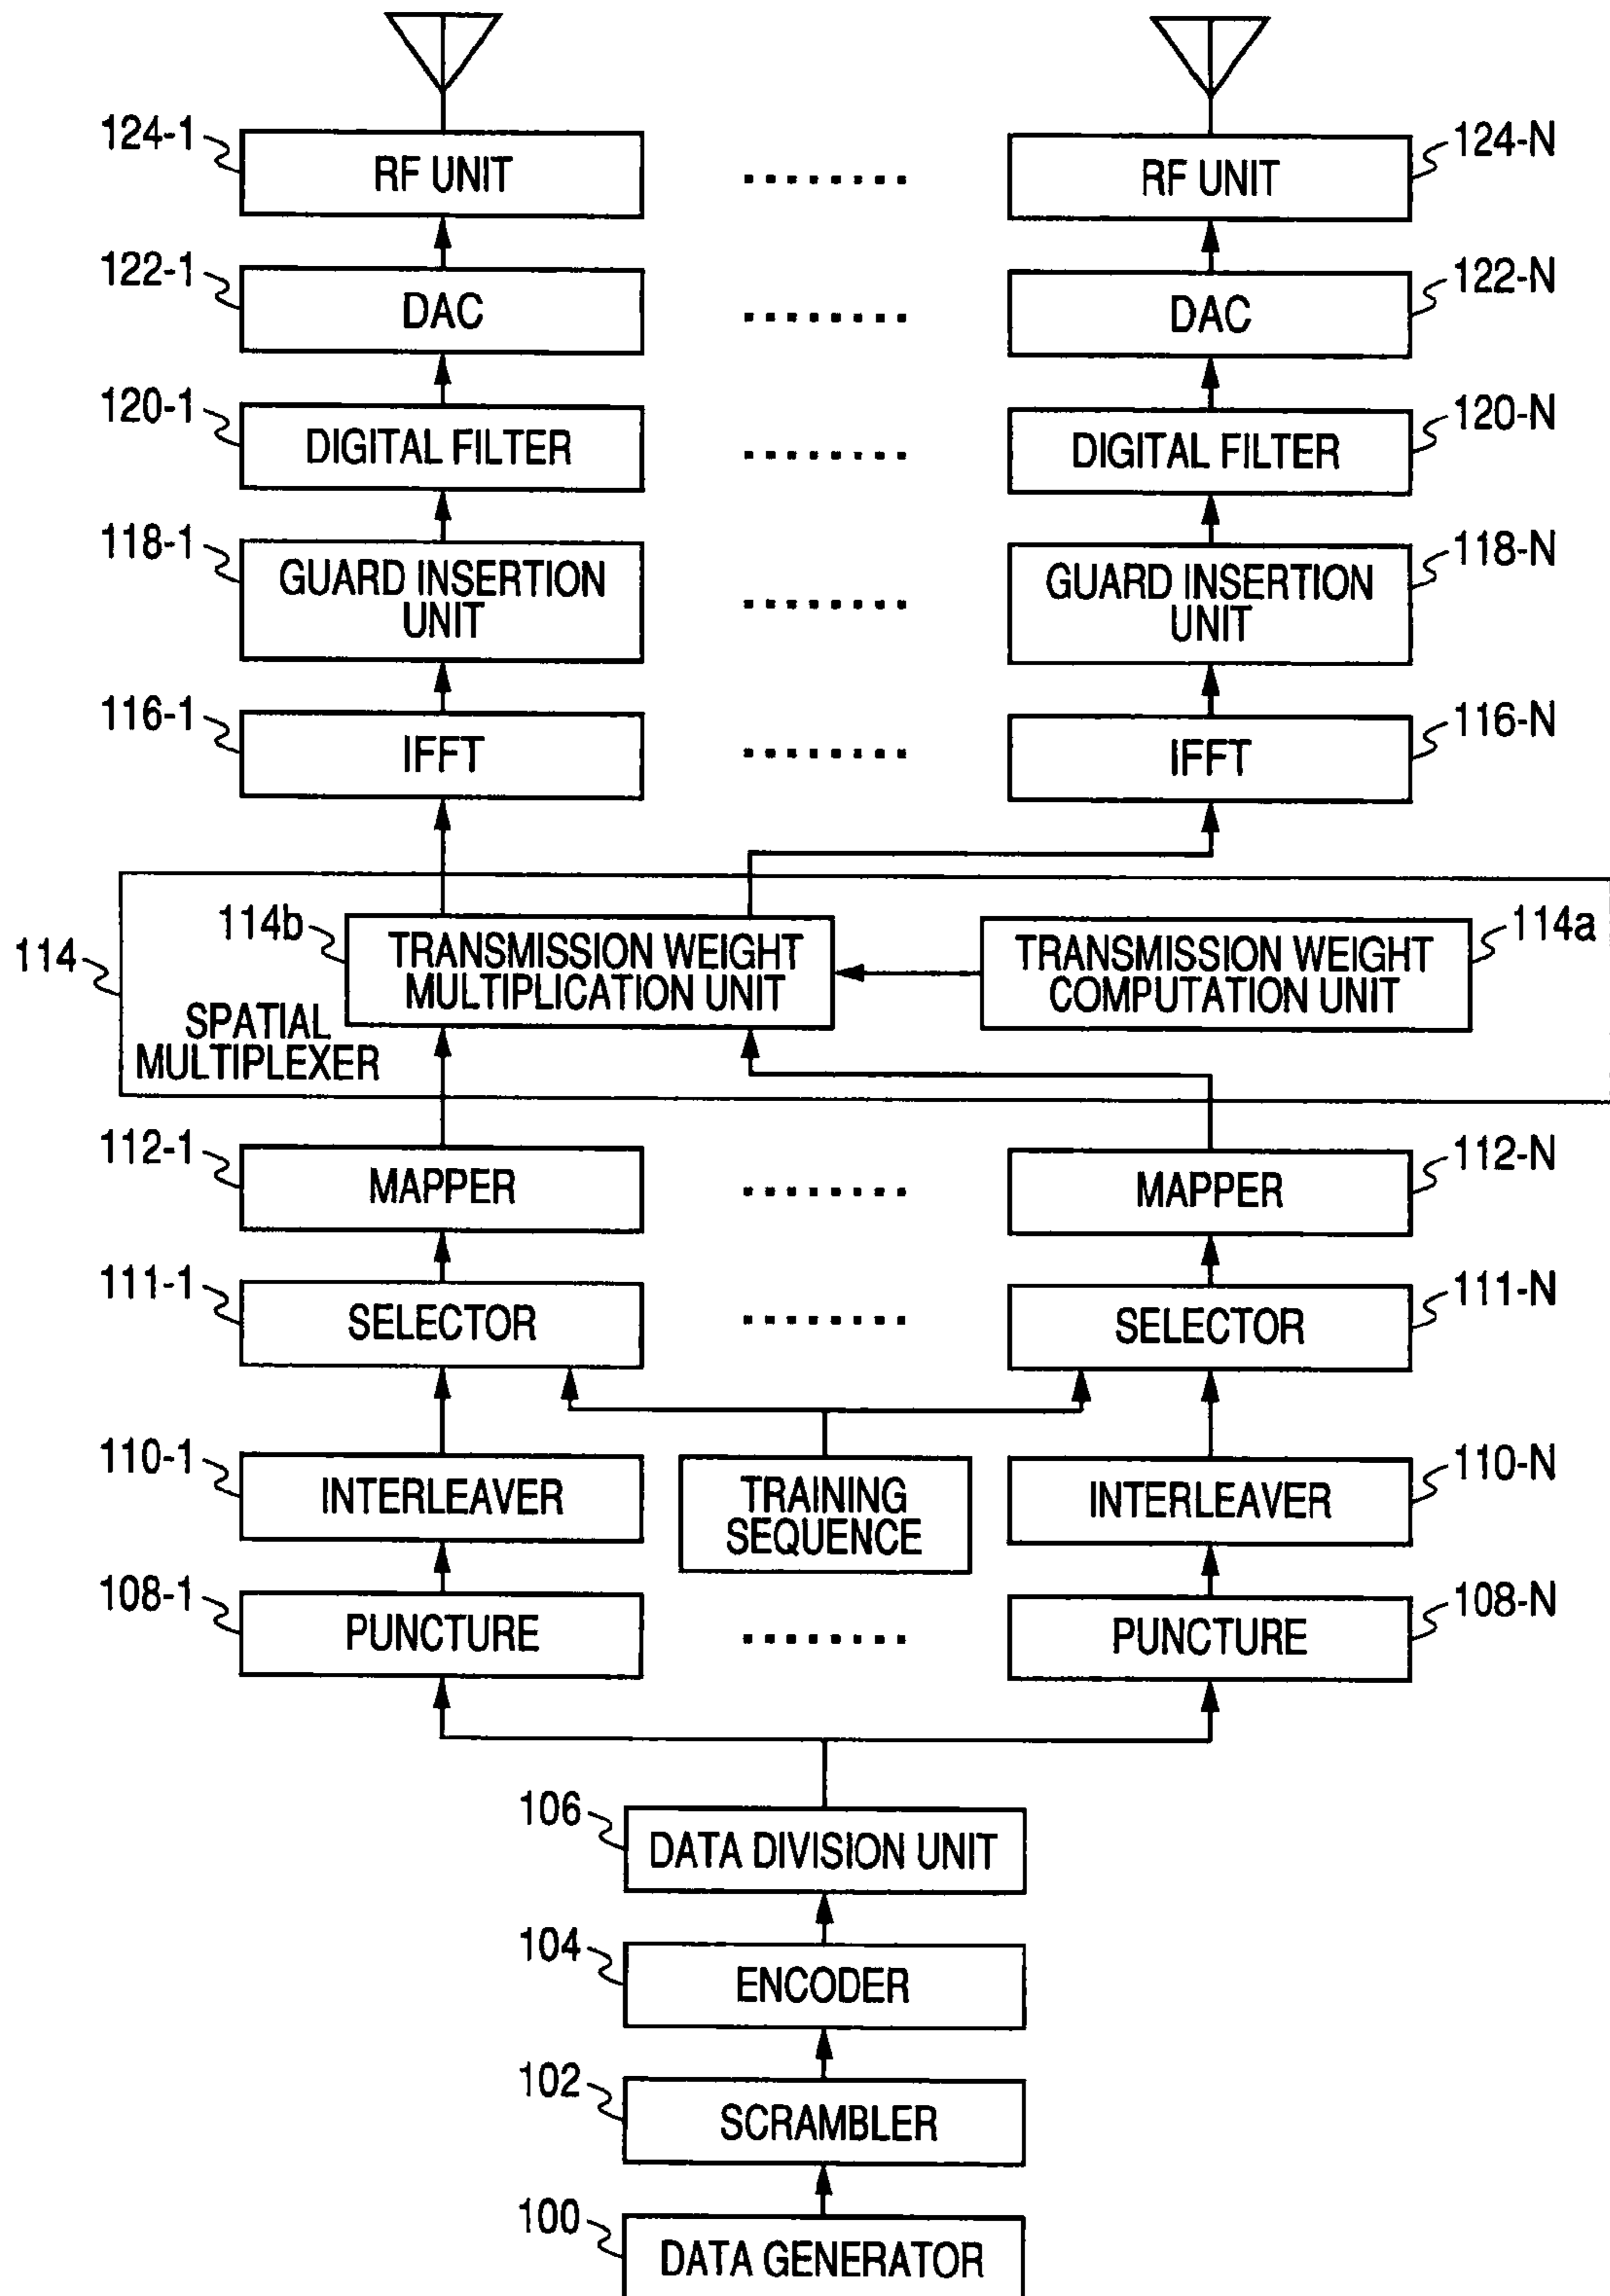 124-1
RF UNIT
........
RF UNIT
124-N
122-1
DAC
........
DAC
122-N
120-1
DIGITAL FILTER
........
DIGITAL FILTER
120-N
118-1
GUARD INSERTION
UNIT
........
GUARD INSERTION
UNIT
118-N
116-1
IFFT
........
IFFT
116-N
114
SPATIAL
MULTIPLEXER
114b
TRANSMISSION WEIGHT
MULTIPLICATION UNIT
TRANSMISSION WEIGHT
COMPUTATION UNIT
114a
112-1
MAPPER
........
MAPPER
112-N
111-1
SELECTOR
........
SELECTOR
111-N
110-1
INTERLEAVER
TRAINING
SEQUENCE
INTERLEAVER
110-N
108-1
PUNCTURE
........
PUNCTURE
108-N
106
DATA DIVISION UNIT
104
ENCODER
102
SCRAMBLER
100
DATA GENERATOR